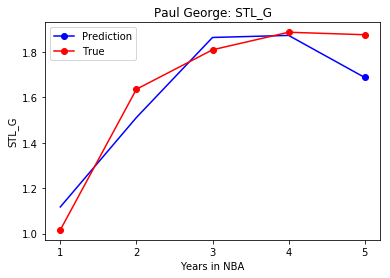 Paul George: STL_G
Prediction
True
STL_G
1.8
1.6
1.4
1.2
1.0
1 2 3 4 5
Years in NBA